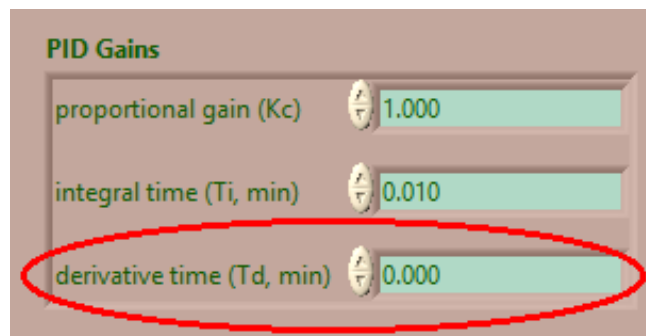 PID Gains
proportional gain (Kc) 1.000
integral time (Ti, min) 0.010
derivative time (Td, min) 0.000